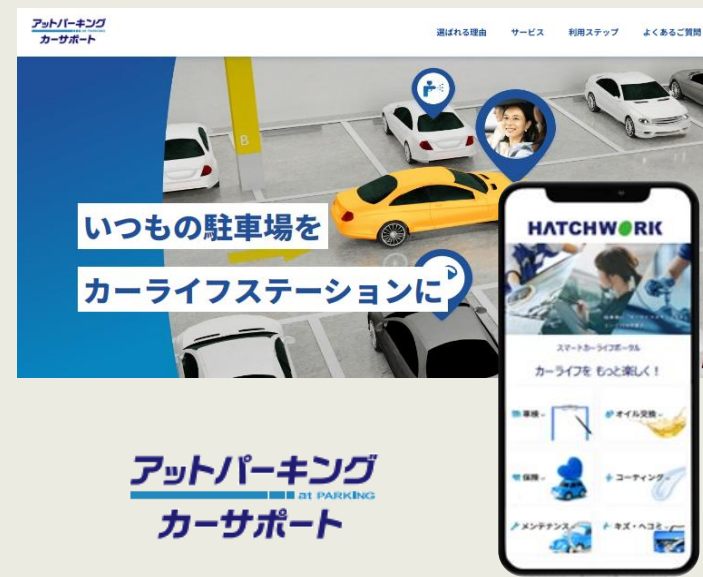 アットパーキング
カーサポート
選ばれる理由 サービス 利用ステップ よくあるご質問
B
いつもの駐車場を
カーライフステーションに
HATCHWORK
スマートカーライフポータル
カーライフを もっと楽しく！
車検 オイル交換
保険 コーティング
メンテナンス キズ・ヘコミ
アットパーキング
at PARKING
カーサポート